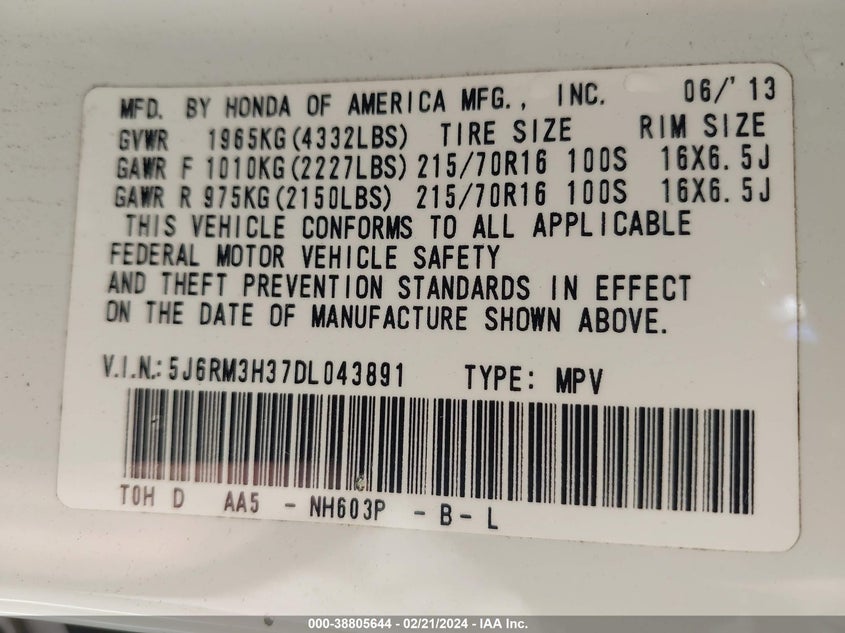 MFD. BY HONDA OF AMERICA MFG., INC. 06/'13
GVWR 1965KG(4332LBS) TIRE SIZE RIM SIZE
GAWR F 1010KG(2227LBS) 215/70R16 100S 16X6.5J
GAWR R 975KG(2150LBS) 215/70R16 100S 16X6.5J
THIS VEHICLE CONFORMS TO ALL APPLICABLE
FEDERAL MOTOR VEHICLE SAFETY
AND THEFT PREVENTION STANDARDS IN EFFECT
ON THE DATE OF MANUFACTURE SHOWN ABOVE.
V.I.N.: 5J6RM3H37DL043891 TYPE: MPV
TOH D AA5 - NH603P - B - L
000-38805644 - 02/21/2024 - IAA Inc.